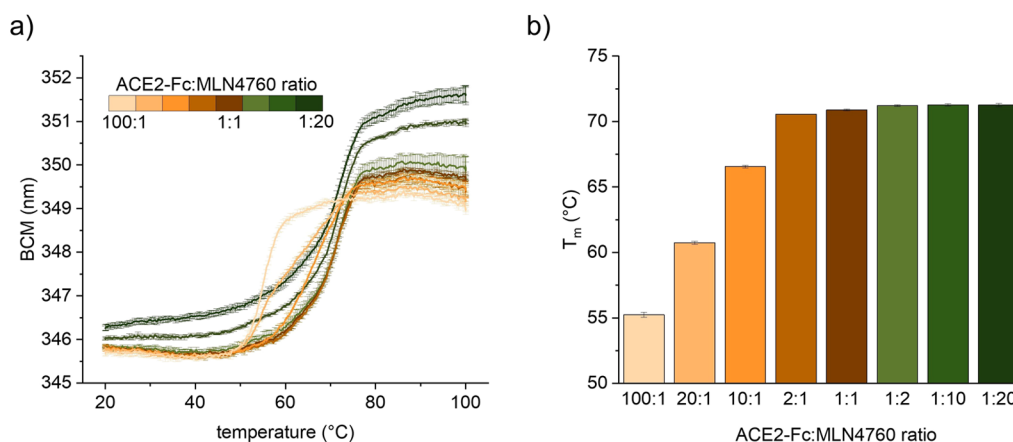 a)
ACE2-Fc:MLN4760 ratio
100:1 1:1 1:20
BCM (nm)
352
351
350
349
348
347
346
345
20 40 60 80 100
temperature (°C)
b)
Tm (°C)
75
70
65
60
55
50
100:1 20:1 10:1 2:1 1:1 1:2 1:10 1:20
ACE2-Fc:MLN4760 ratio